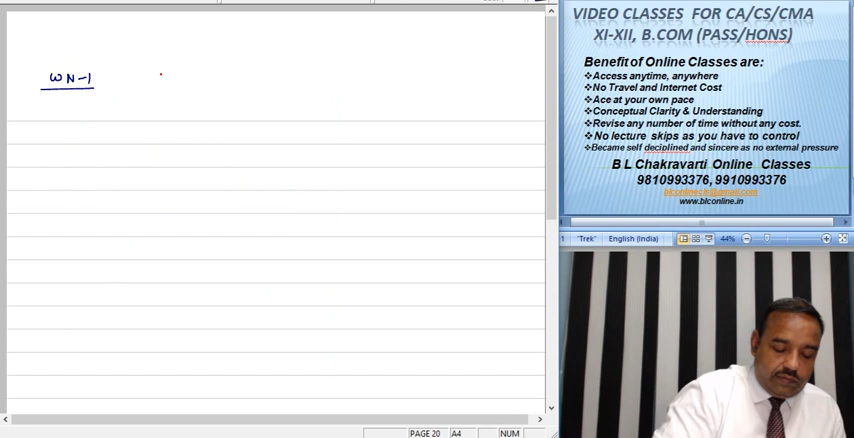 WN-1
VIDEO CLASSES FOR CA/CS/CMA
XI-XII, B.COM (PASS/HONS)
Benefit of Online Classes are:
❖Access anytime, anywhere
❖No Travel and Internet Cost
❖Ace at your own pace
❖Conceptual Clarity & Understanding
❖Revise any number of time without any cost.
❖No lecture skips as you have to control
❖Became self deciplined and sincere as no external pressure
B L Chakravarti Online Classes
9810993376, 9910993376
www.blconline.in
1 "Trek" English (India) 44%
PAGE 20 A4 NUM